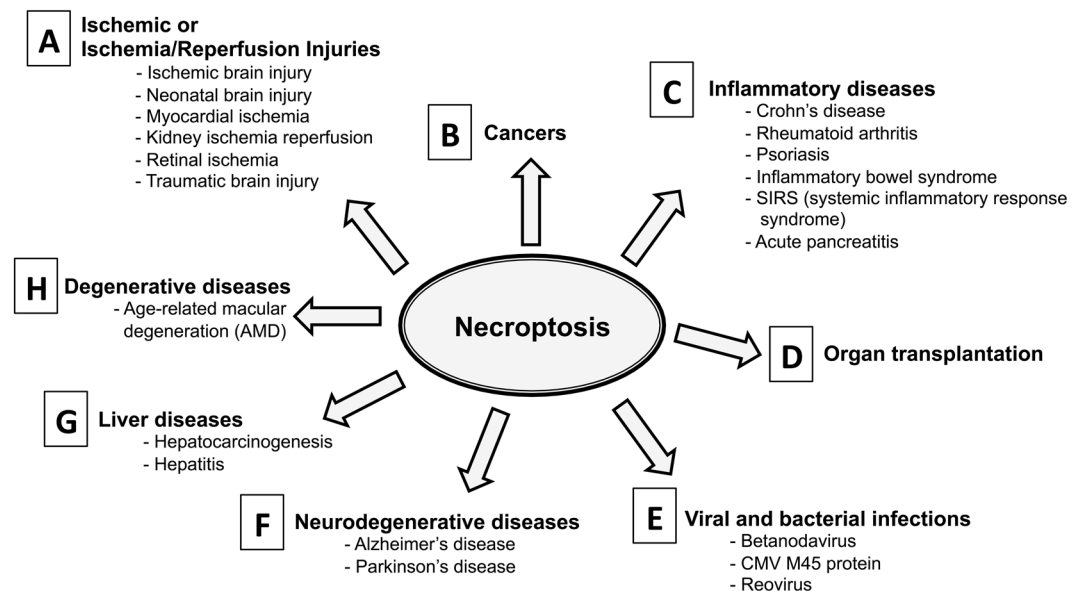 A
Ischemic or
Ischemia/Reperfusion Injuries
- Ischemic brain injury
- Neonatal brain injury
- Myocardial ischemia
- Kidney ischemia reperfusion
- Retinal ischemia
- Traumatic brain injury
B
Cancers
C
Inflammatory diseases
- Crohn’s disease
- Rheumatoid arthritis
- Psoriasis
- Inflammatory bowel syndrome
- SIRS (systemic inflammatory response
syndrome)
- Acute pancreatitis
H
Degenerative diseases
- Age-related macular
degeneration (AMD)
Necroptosis
D
Organ transplantation
G
Liver diseases
- Hepatocarcinogenesis
- Hepatitis
F
Neurodegenerative diseases
- Alzheimer’s disease
- Parkinson’s disease
E
Viral and bacterial infections
- Betanodavirus
- CMV M45 protein
- Reovirus